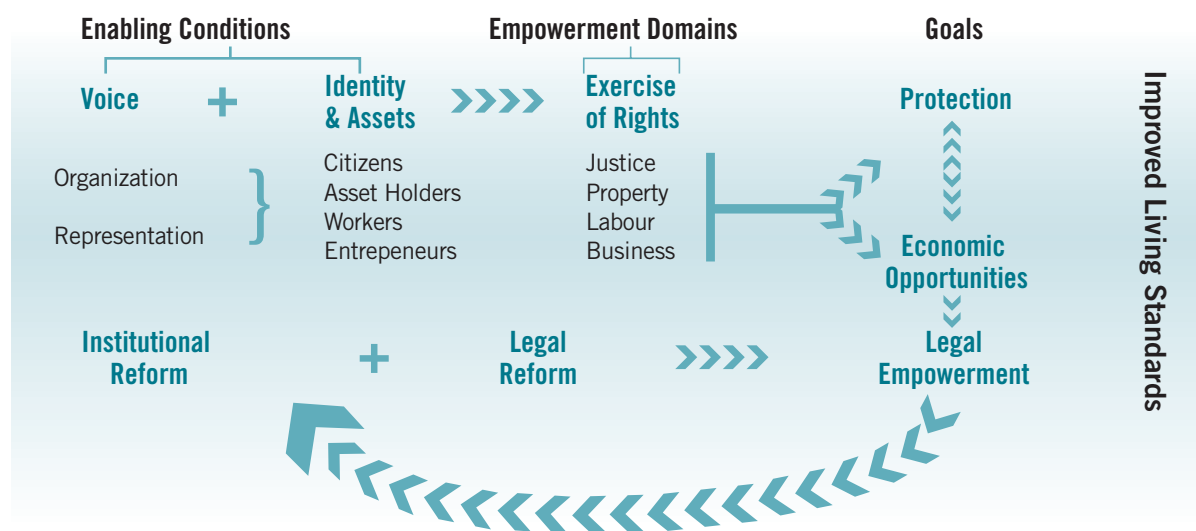 Enabling Conditions
Empowerment Domains
Goals
Voice
+
Identity
& Assets
Exercise
of Rights
Protection
Organization
Representation
Citizens
Asset Holders
Workers
Entrepeneurs
Justice
Property
Labour
Business
Economic
Opportunities
Institutional
Reform
+
Legal
Reform
Legal
Empowerment
Improved Living Standards